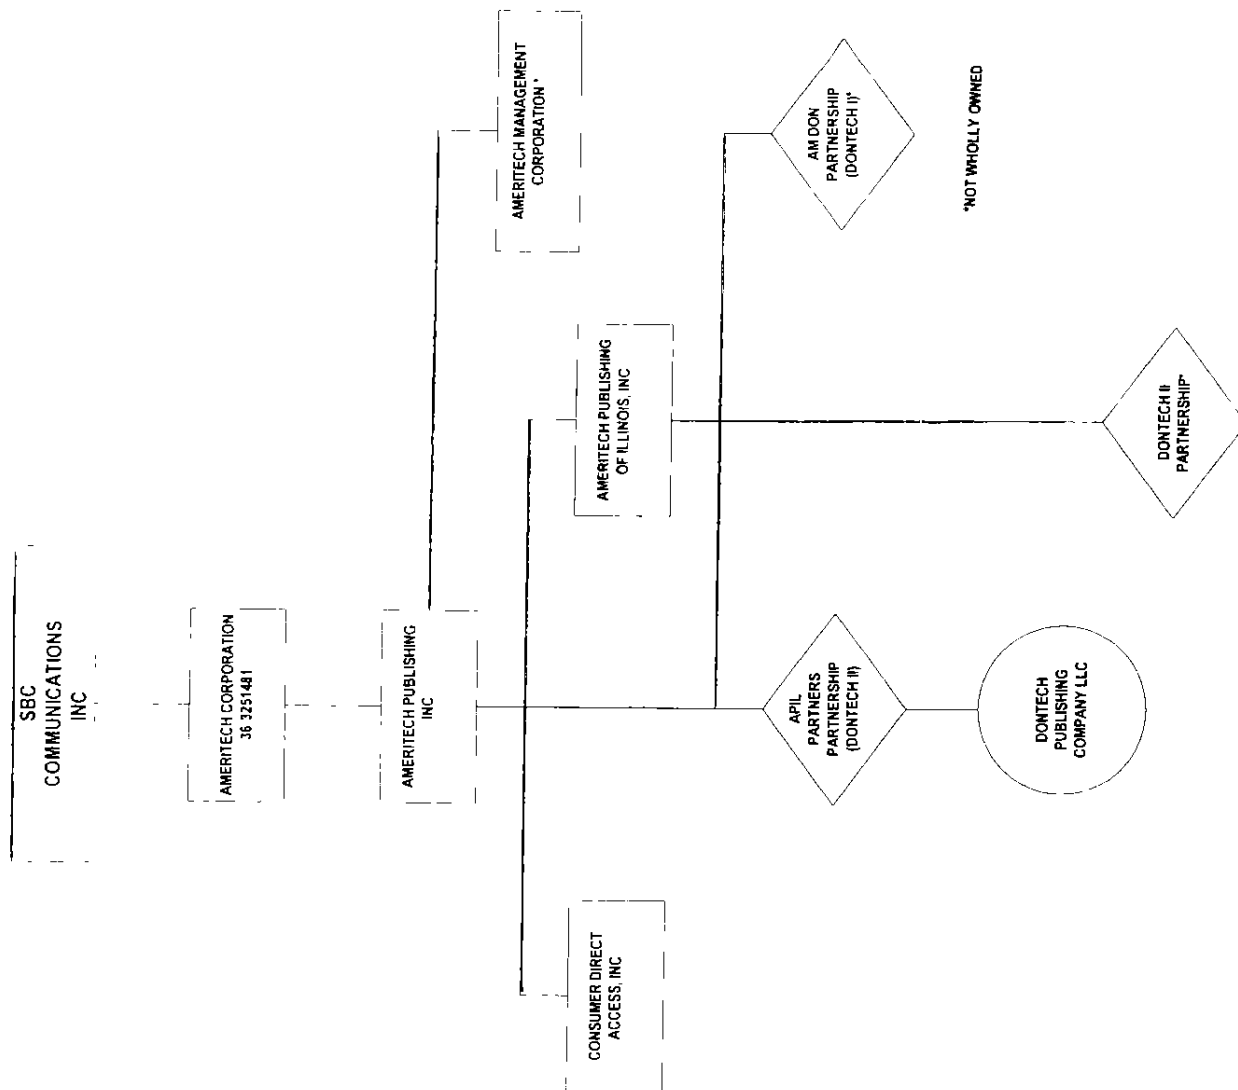 SBC
COMMUNICATIONS
INC
AMERITECH CORPORATION
36 3251481
AMERITECH PUBLISHING
INC
AMERITECH MANAGEMENT
CORPORATION *
CONSUMER DIRECT
ACCESS, INC
AMERITECH PUBLISHING
OF ILLINOIS, INC
APIL
PARTNERS
PARTNERSHIP
(DONTECH II)
AM DON
PARTNERSHIP
(DONTECH I)*
DONTECH
PUBLISHING
COMPANY LLC
DONTECH II
PARTNERSHIP*
*NOT WHOLLY OWNED